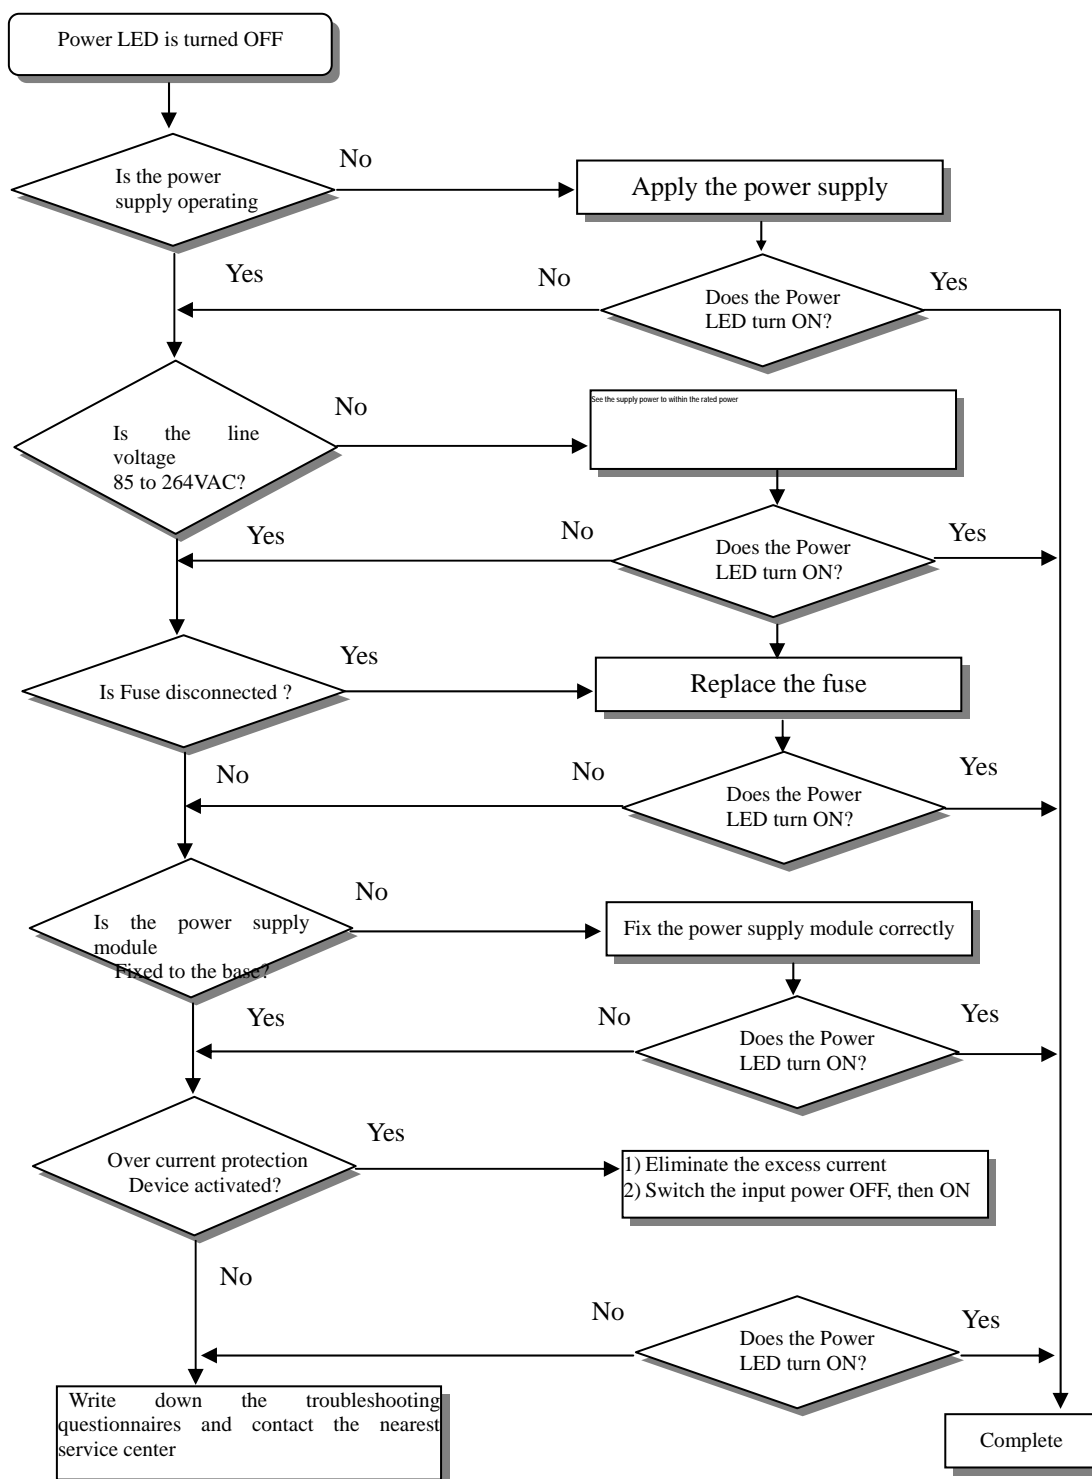 Power LED is turned OFF
No
Is the power
supply operating
Apply the power supply
Yes
No
Yes
Does the Power
LED turn ON?
See the supply power to within the rated power
No
Is the line
voltage
85 to 264VAC?
Yes
No
Yes
Does the Power
LED turn ON?
Yes
Is Fuse disconnected ?
Replace the fuse
No
No
Yes
Does the Power
LED turn ON?
No
Is the power supply
module
Fixed to the base?
Fix the power supply module correctly
Yes
No
Yes
Does the Power
LED turn ON?
Yes
Over current protection
Device activated?
1) Eliminate the excess current
2) Switch the input power OFF, then ON
No
No
Yes
Does the Power
LED turn ON?
Write down the troubleshooting
questionnaires and contact the nearest
service center
Complete